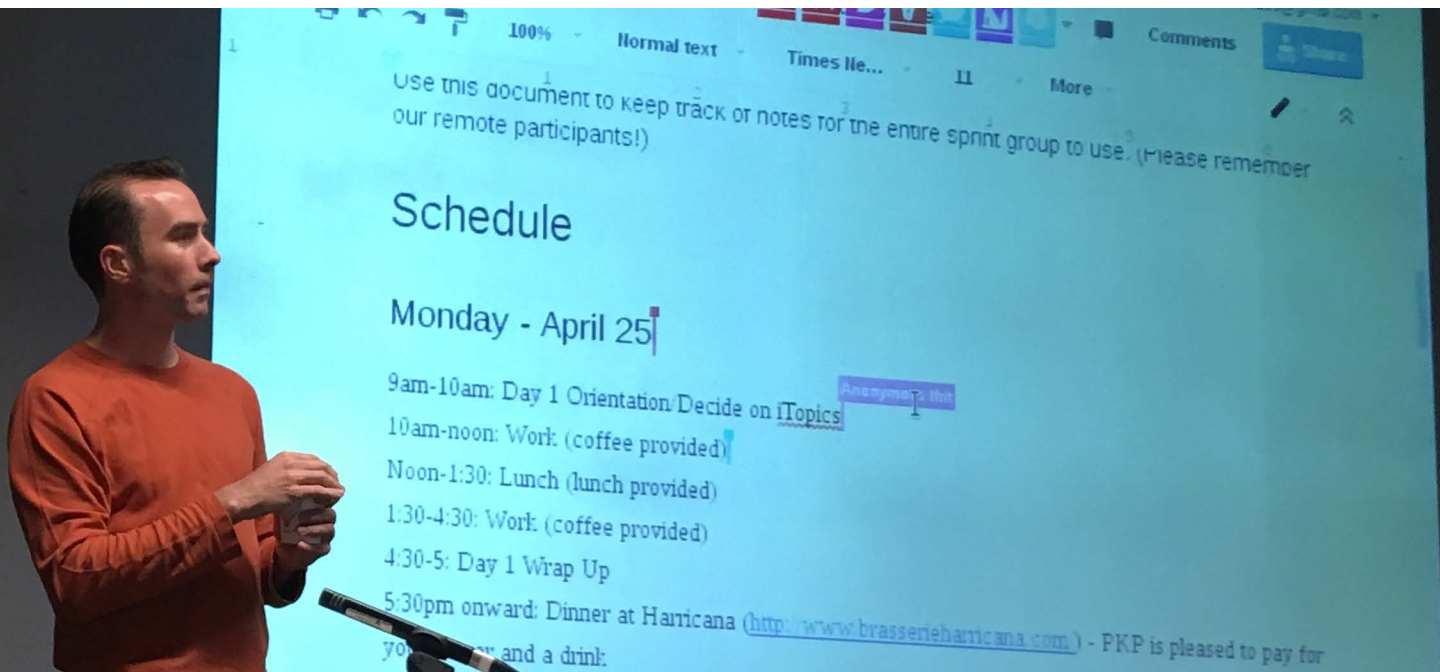 100% Normal text Times Ne... 11 More Comments Share
Use this document to keep track of notes for the entire sprint group to use. (Please remember
our remote participants!)
Schedule
Monday - April 25
9am-10am: Day 1 Orientation/Decide on iTopics
10am-noon: Work (coffee provided)
Noon-1:30: Lunch (lunch provided)
1:30-4:30: Work (coffee provided)
4:30-5: Day 1 Wrap Up
5:30pm onward: Dinner at Harricana (http://www.brasserieharricana.com ) - PKP is pleased to pay for
and a drink